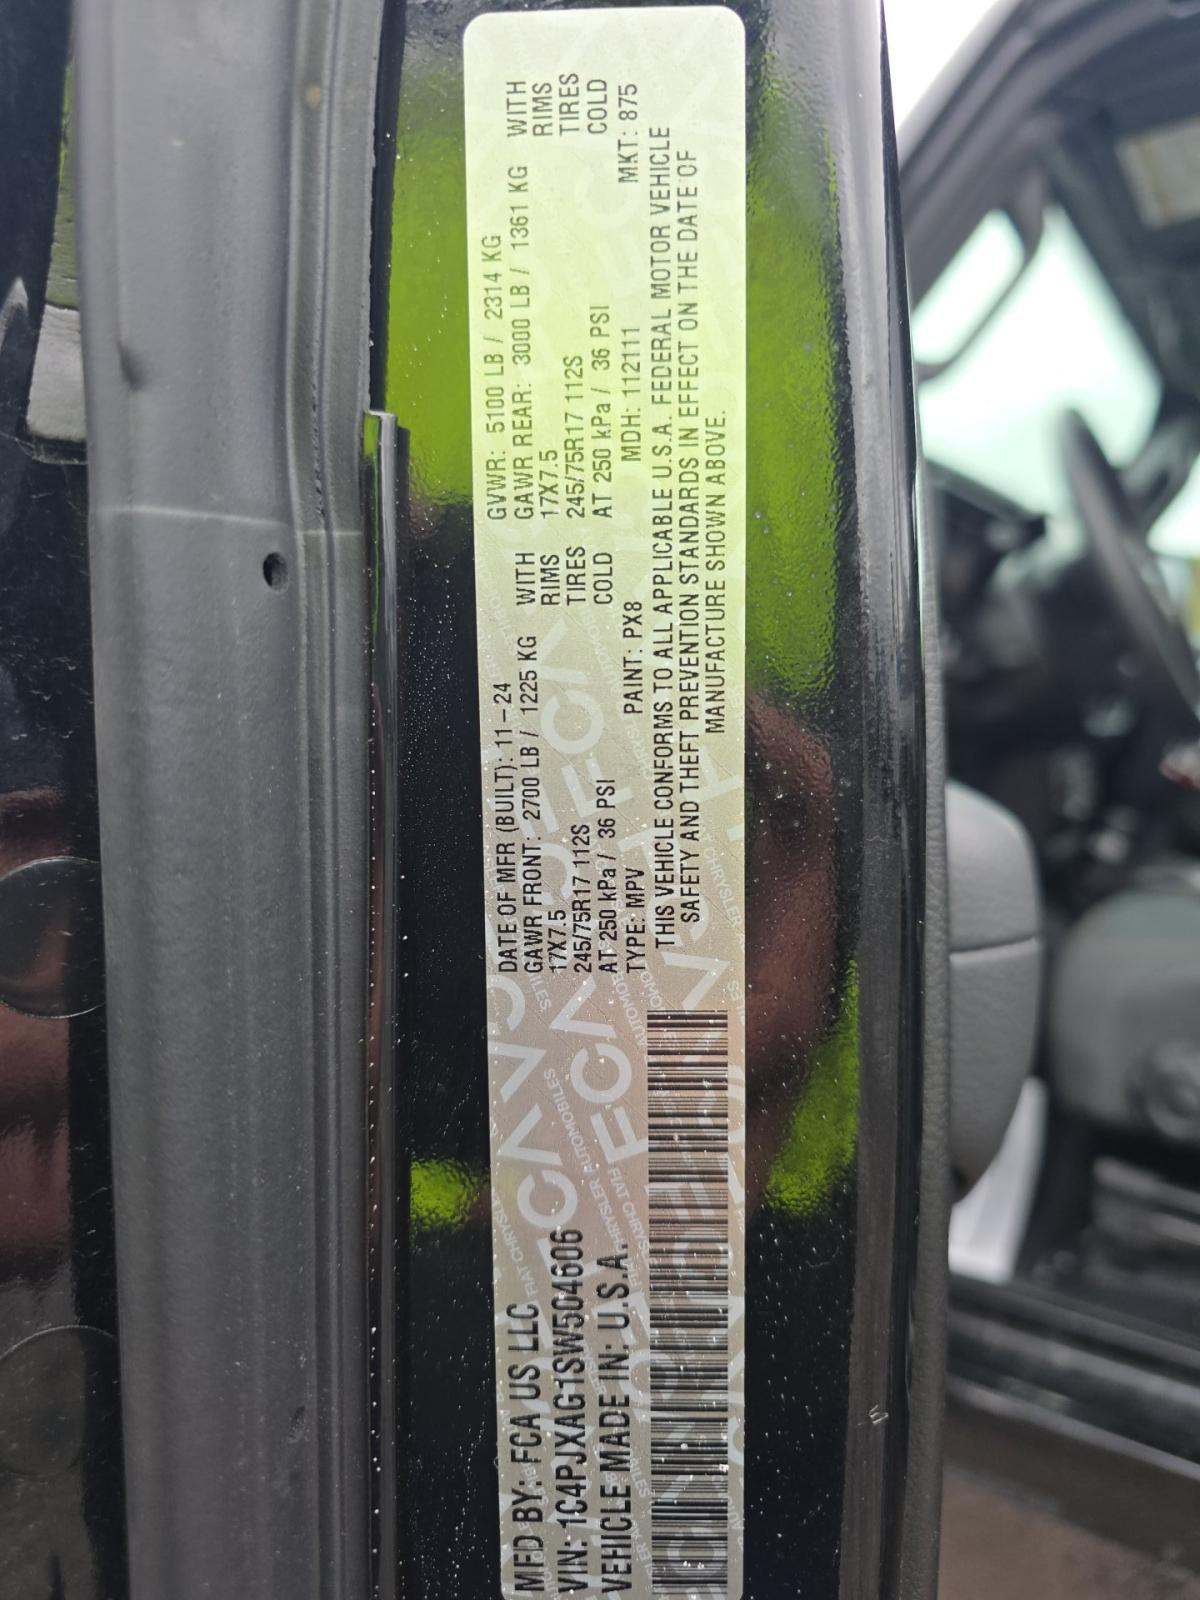 MFD BY: FCA US LLC
VIN: 1C4PJXAG1SW504606
VEHICLE MADE IN: U.S.A.
DATE OF MFR (BUILT): 11-24 GVWR: 5100 LB / 2314 KG
GAWR FRONT: 2700 LB / 1225 KG WITH GAWR REAR: 3000 LB / 1361 KG WITH
17X7.5 RIMS 17X7.5 RIMS
245/75R17 112S TIRES 245/75R17 112S TIRES
AT 250 kPa / 36 PSI COLD AT 250 kPa / 36 PSI COLD
TYPE: MPV PAINT: PX8 MDH: 112111 MKT: 875
THIS VEHICLE CONFORMS TO ALL APPLICABLE U.S.A. FEDERAL MOTOR VEHICLE
SAFETY AND THEFT PREVENTION STANDARDS IN EFFECT ON THE DATE OF
MANUFACTURE SHOWN ABOVE.